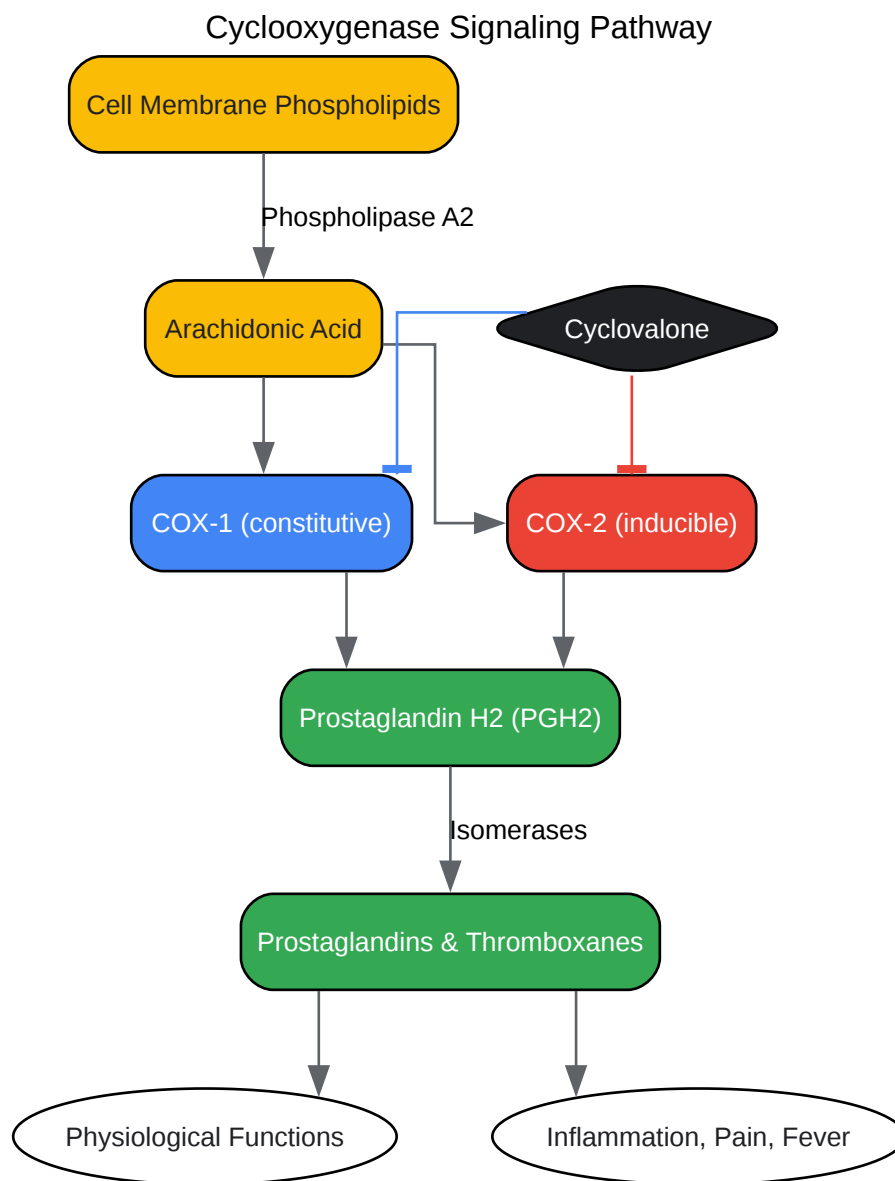 Cyclooxygenase Signaling Pathway
Cell Membrane Phospholipids
Phospholipase A2
Arachidonic Acid
Cyclovalone
COX-1 (constitutive)
COX-2 (inducible)
Prostaglandin H2 (PGH2)
Isomerases
Prostaglandins & Thromboxanes
Physiological Functions
Inflammation, Pain, Fever